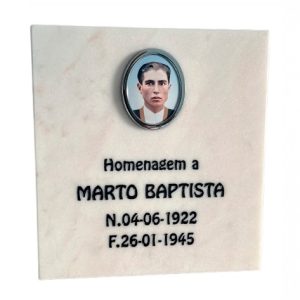 Homenagem a
MARTO BAPTISTA
N.04-06-1922
F.26-01-1945